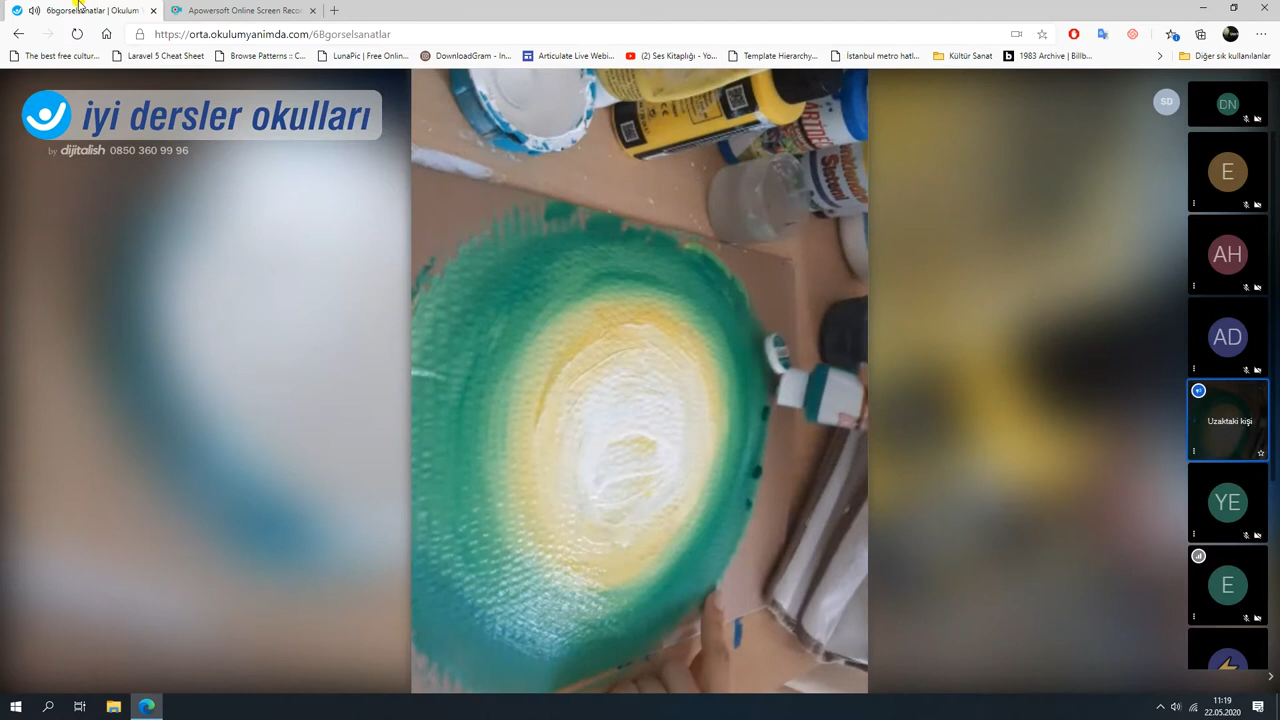 6bgorselsanatlar | Okulum
Apowersoft Online Screen Recor
https://orta.okulumyanimda.com/6Bgorselsanatlar
The best free cultur...
Laravel 5 Cheat Sheet
Browse Patterns :: C...
LunaPic | Free Onlin...
DownloadGram - In...
Articulate Live Webi...
(2) Ses Kitaplığı - Yo...
Template Hierarchy...
İstanbul metro hatl...
Kültür Sanat
1983 Archive | Billb...
Diğer sık kullanılanlar
iyi dersler okulları
by dijitalish 0850 360 99 96
SD
DN
E
AH
AD
Uzaktaki kişi
YE
E
11:19
22.05.2020